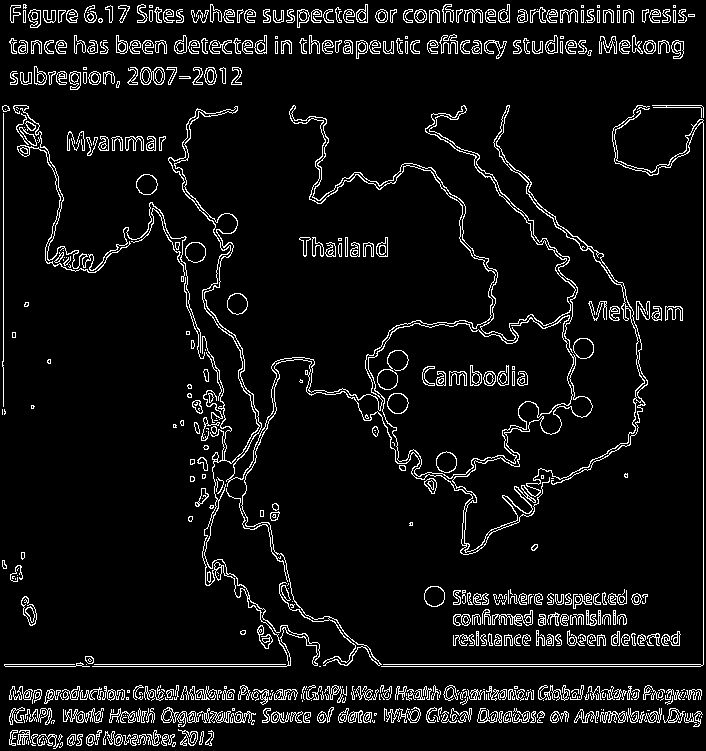 Figure 6.17 Sites where suspected or confirmed artemisinin resis-
tance has been detected in therapeutic efficacy studies, Mekong
subregion, 2007–2012
Myanmar
Thailand
Viet Nam
Cambodia
Sites where suspected or
confirmed artemisinin
resistance has been detected
Map production: Global Malaria Program (GMP), World Health Organization Global Malaria Program
(GMP), World Health Organization; Source of data: WHO Global Database on Antimalarial Drug
Efficacy, as of November, 2012